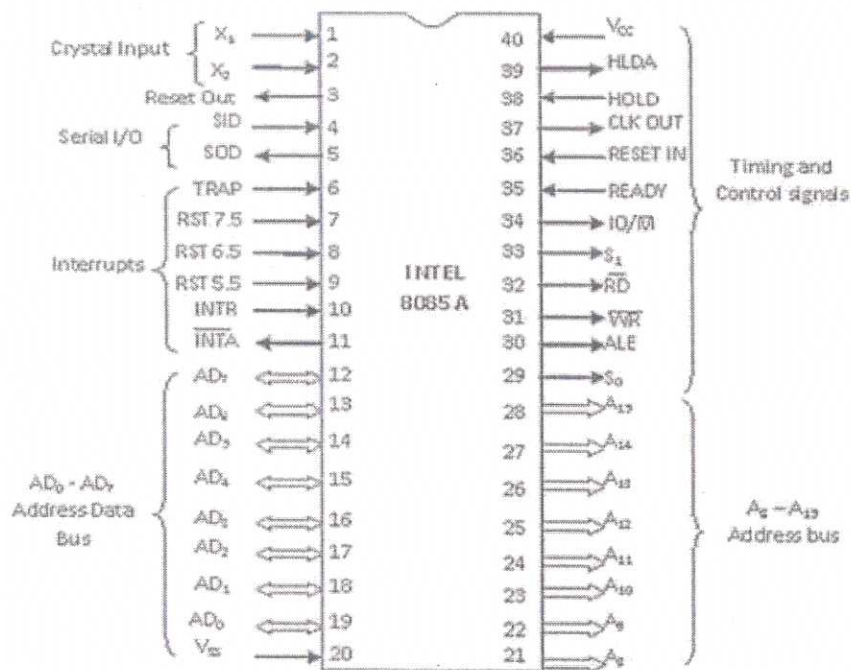 Crystal Input
X₁
X₂
Reset Out
Serial I/O
SID
SOD
Interrupts
TRAP
RST 7.5
RST 6.5
RST 5.5
INTR
INTA
AD₀ - AD₇
Address Data
Bus
AD₇
AD₆
AD₅
AD₄
AD₃
AD₂
AD₁
AD₀
Vss
1
2
3
4
5
6
7
8
9
10
11
12
13
14
15
16
17
18
19
20
INTEL
8085 A
40
39
38
37
36
35
34
33
32
31
30
29
28
27
26
25
24
23
22
21
Vcc
HLDA
HOLD
CLK OUT
RESET IN
READY
IO/M
S₁
RD
WR
ALE
S₀
A₁₅
A₁₄
A₁₃
A₁₂
A₁₁
A₁₀
A₉
A₈
Timing and
Control signals
A₈ – A₁₅
Address bus